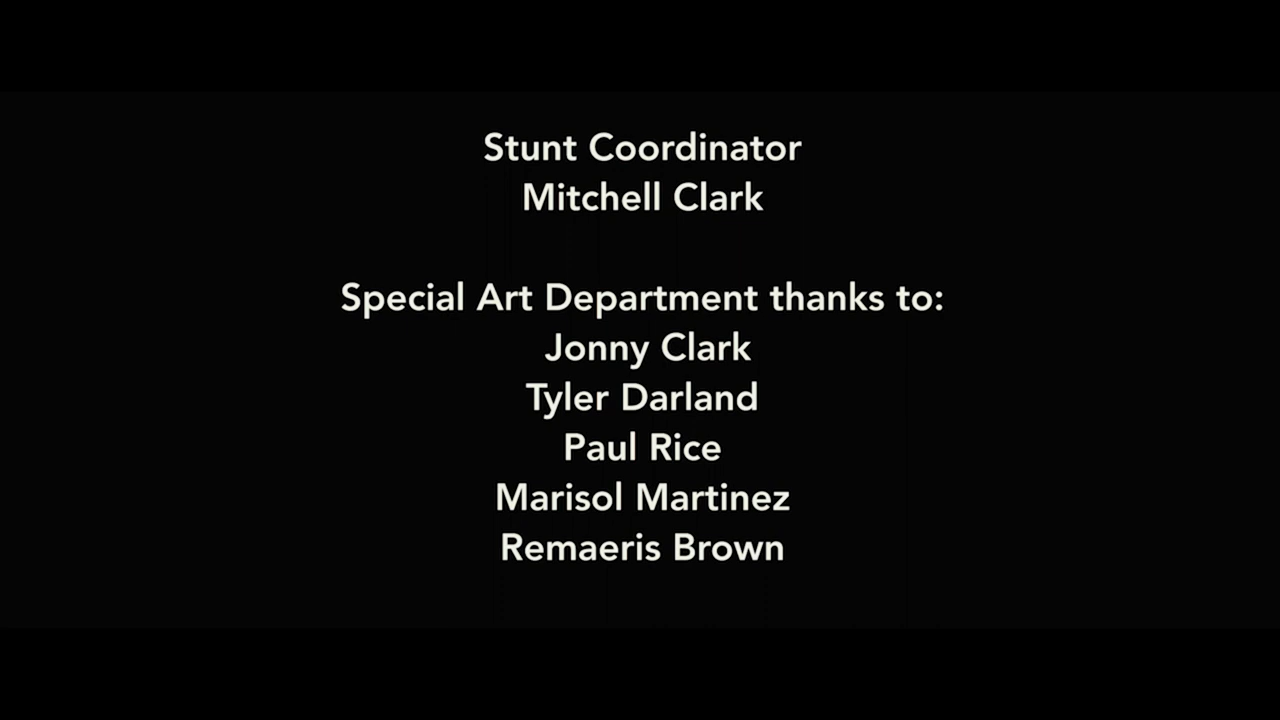 Stunt Coordinator
Mitchell Clark
Special Art Department thanks to:
Jonny Clark
Tyler Darland
Paul Rice
Marisol Martinez
Remaeris Brown